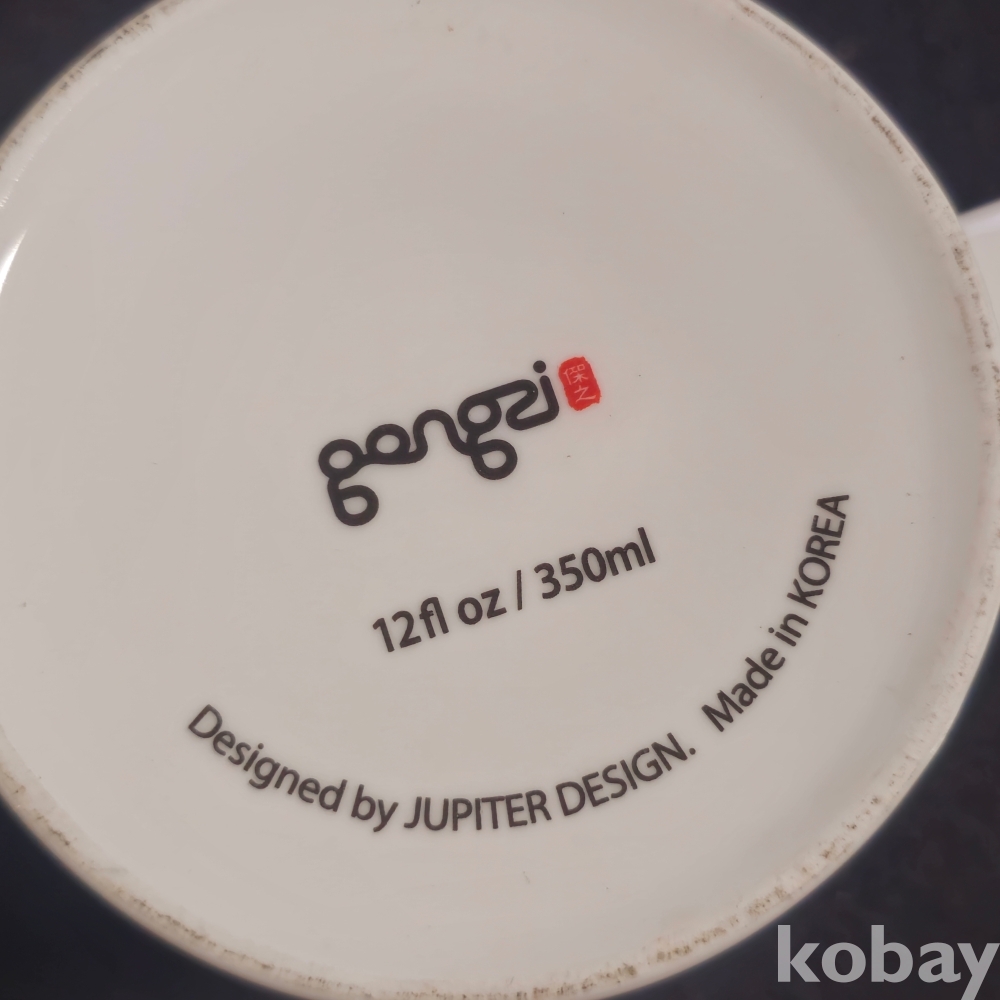 gongzi
12fl oz / 350ml
Designed by JUPITER DESIGN. Made in KOREA
kobay